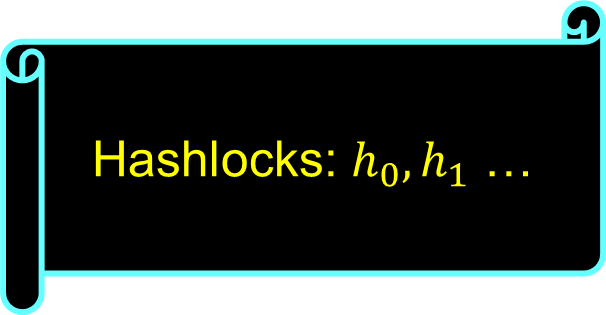 Hashlocks: ℎ₀, ℎ₁ …